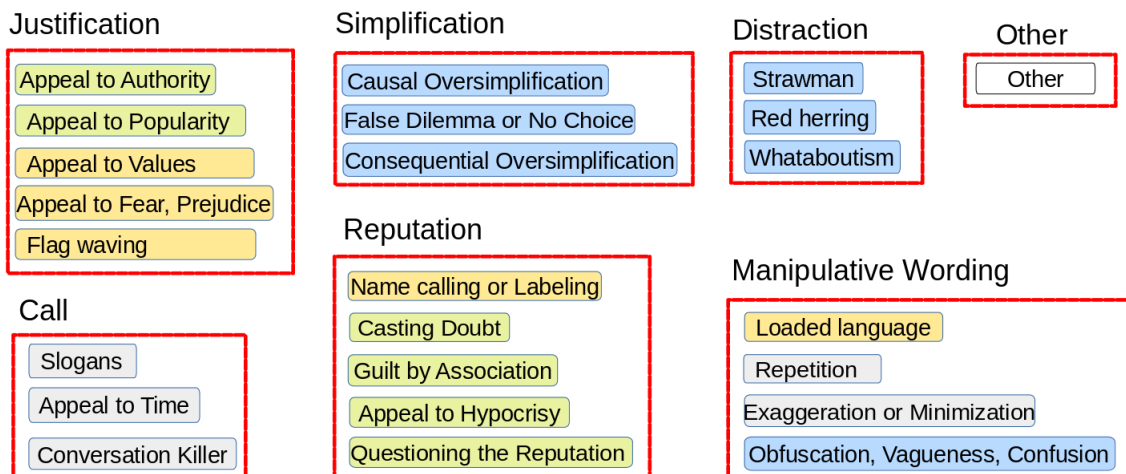 Justification
Appeal to Authority
Appeal to Popularity
Appeal to Values
Appeal to Fear, Prejudice
Flag waving
Call
Slogans
Appeal to Time
Conversation Killer
Simplification
Causal Oversimplification
False Dilemma or No Choice
Consequential Oversimplification
Reputation
Name calling or Labeling
Casting Doubt
Guilt by Association
Appeal to Hypocrisy
Questioning the Reputation
Distraction
Strawman
Red herring
Whataboutism
Other
Other
Manipulative Wording
Loaded language
Repetition
Exaggeration or Minimization
Obfuscation, Vagueness, Confusion